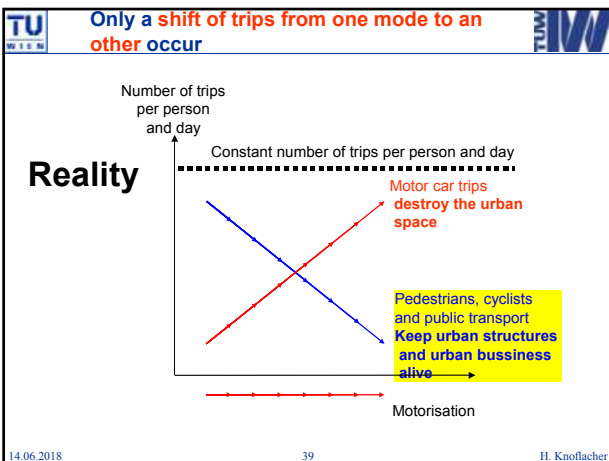 TU
WIEN
Only a shift of trips from one mode to an
other occur
TUW
IVV
Number of trips
per person
and day
Constant number of trips per person and day
Reality
Motor car trips
destroy the urban
space
Pedestrians, cyclists
and public transport
Keep urban structures
and urban bussiness
alive
Motorisation
14.06.2018
39
H. Knoflacher